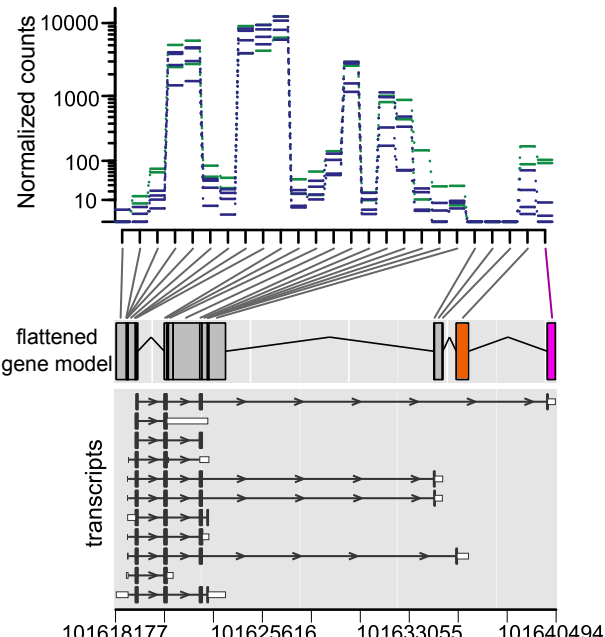 Normalized counts
10000
1000
100
10
flattened
gene model
transcripts
101618177 101625616 101633055 101640494